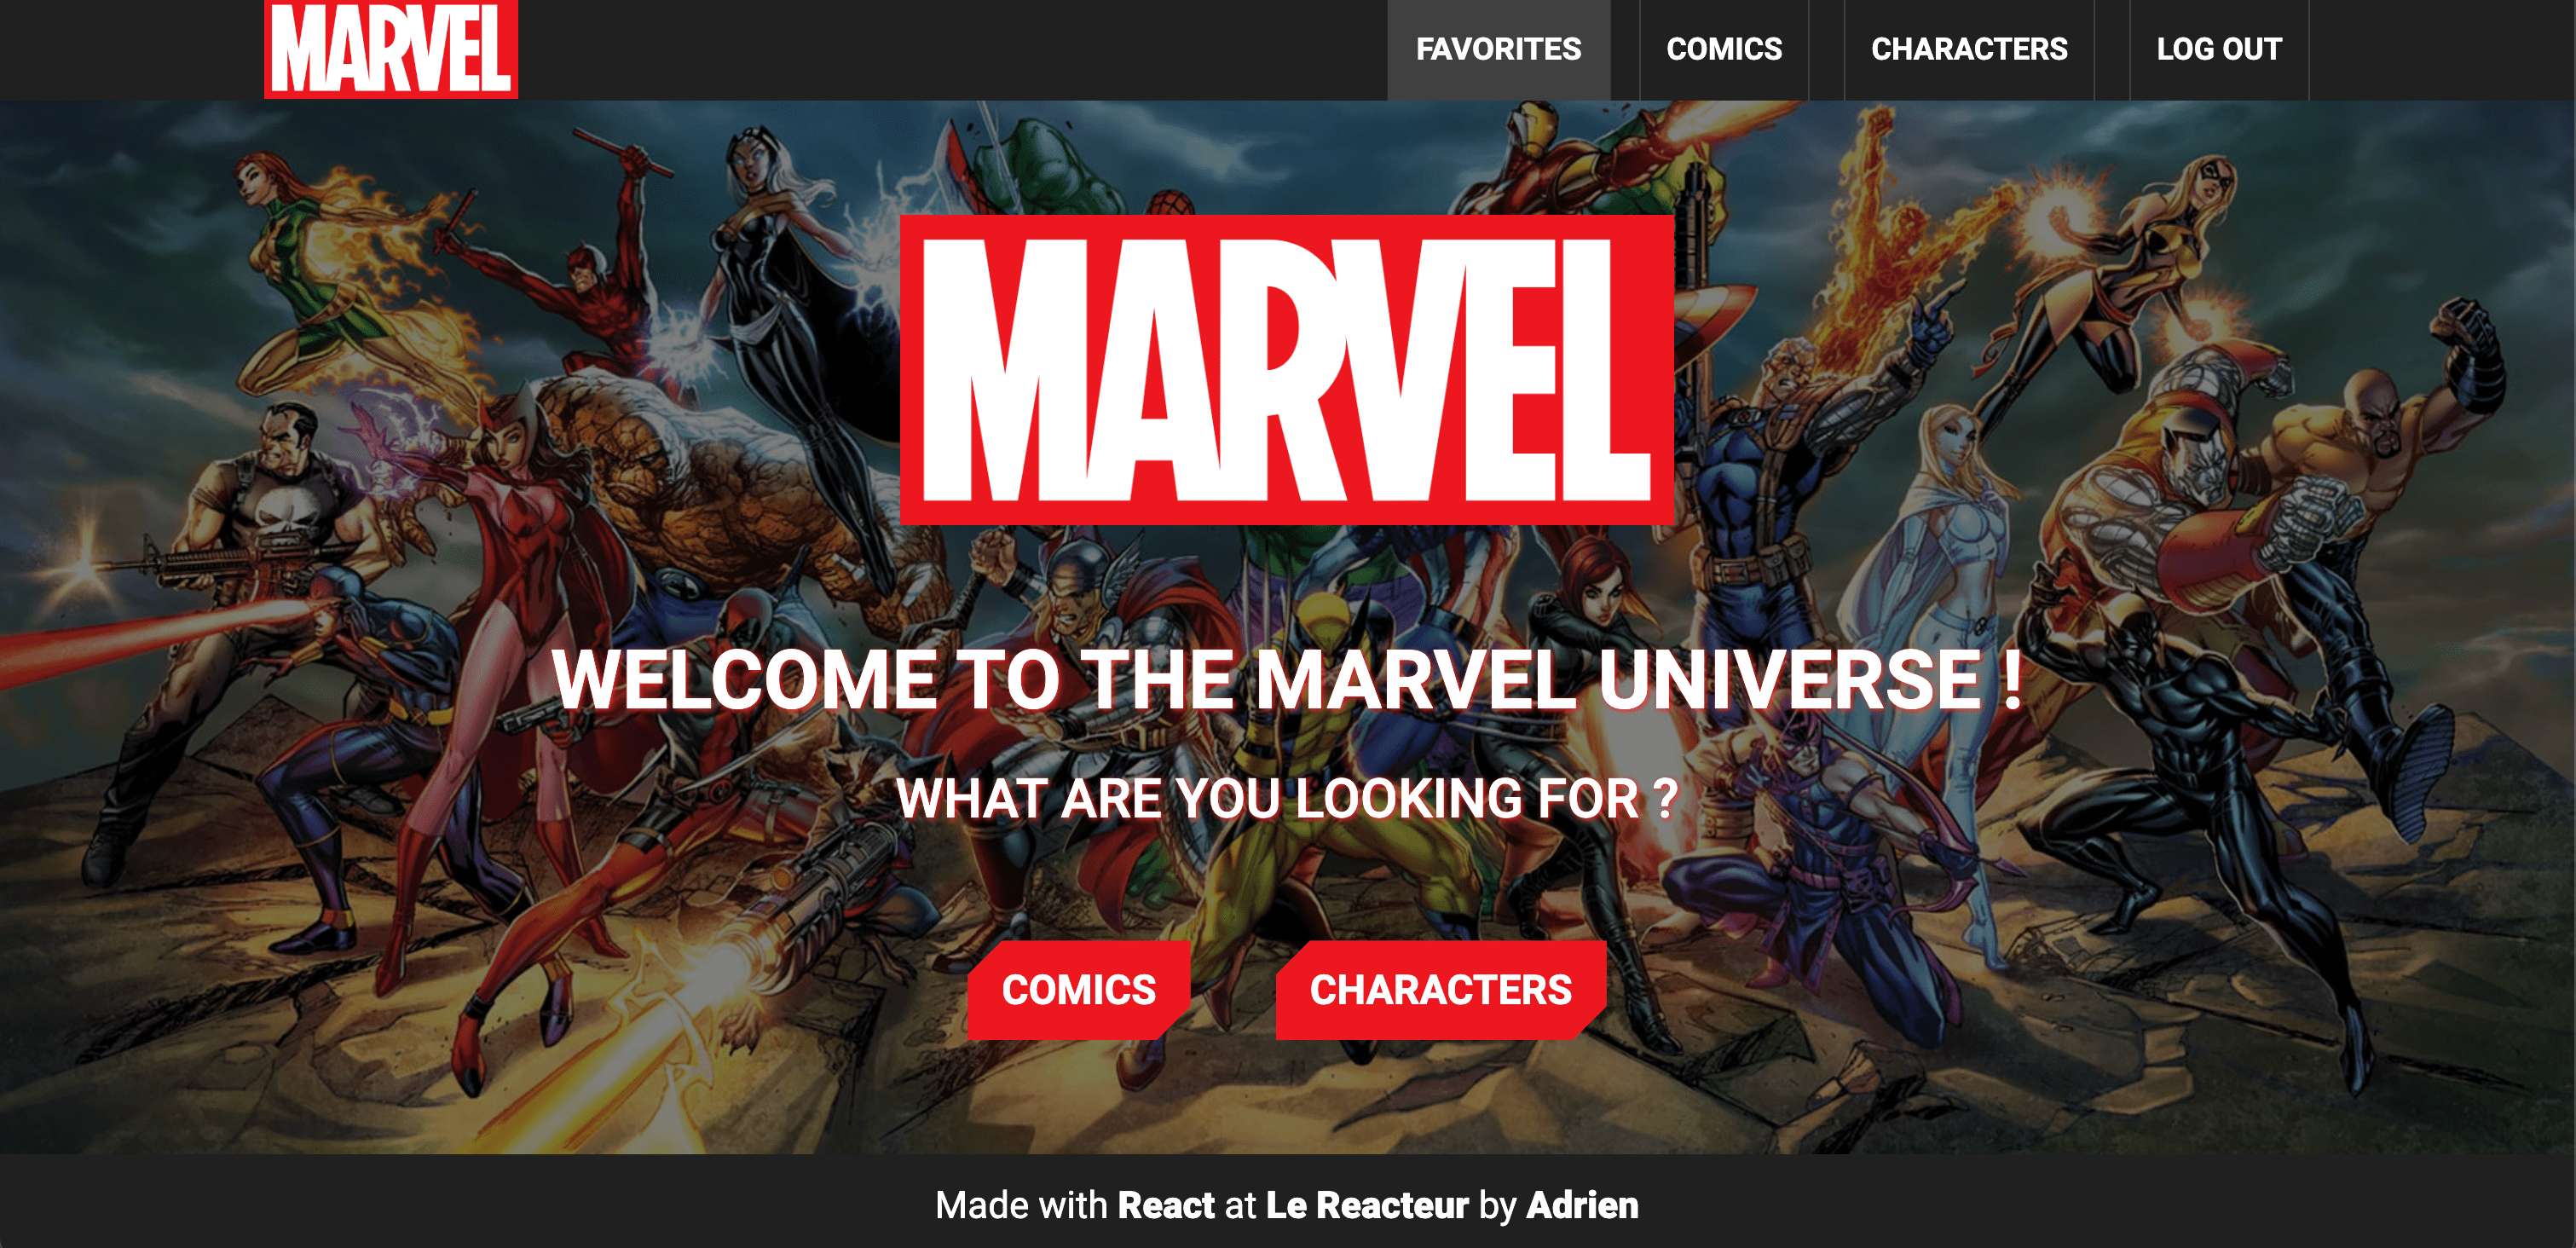 MARVEL
FAVORITES COMICS CHARACTERS LOG OUT
MARVEL
WELCOME TO THE MARVEL UNIVERSE !
WHAT ARE YOU LOOKING FOR ?
COMICS CHARACTERS
Made with React at Le Reacteur by Adrien